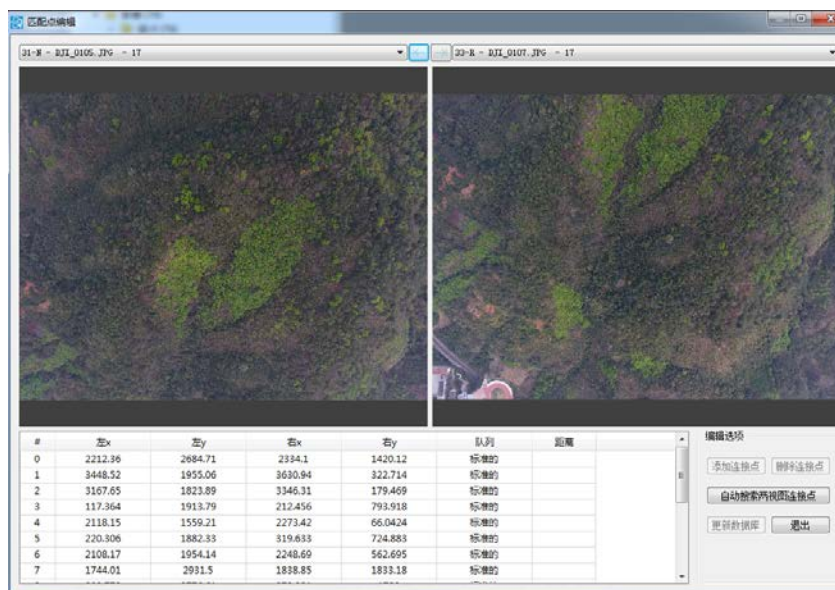 匹配点编辑
31-N - DJI_0105.JPG - 17
33-R - DJI_0107.JPG - 17
# 左x 左y 右x 右y 队列 距离
0 2212.36 2684.71 2334.1 1420.12 标准的
1 3448.52 1955.06 3630.94 322.714 标准的
2 3167.65 1823.89 3346.31 179.469 标准的
3 117.364 1913.79 212.456 793.918 标准的
4 2118.15 1559.21 2273.42 66.0424 标准的
5 220.306 1882.33 319.633 724.883 标准的
6 2108.17 1954.14 2248.69 562.695 标准的
7 1744.01 2931.5 1838.85 1833.18 标准的
编辑选项
添加连接点 删除连接点
自动搜索两视图连接点
更新数据库 退出